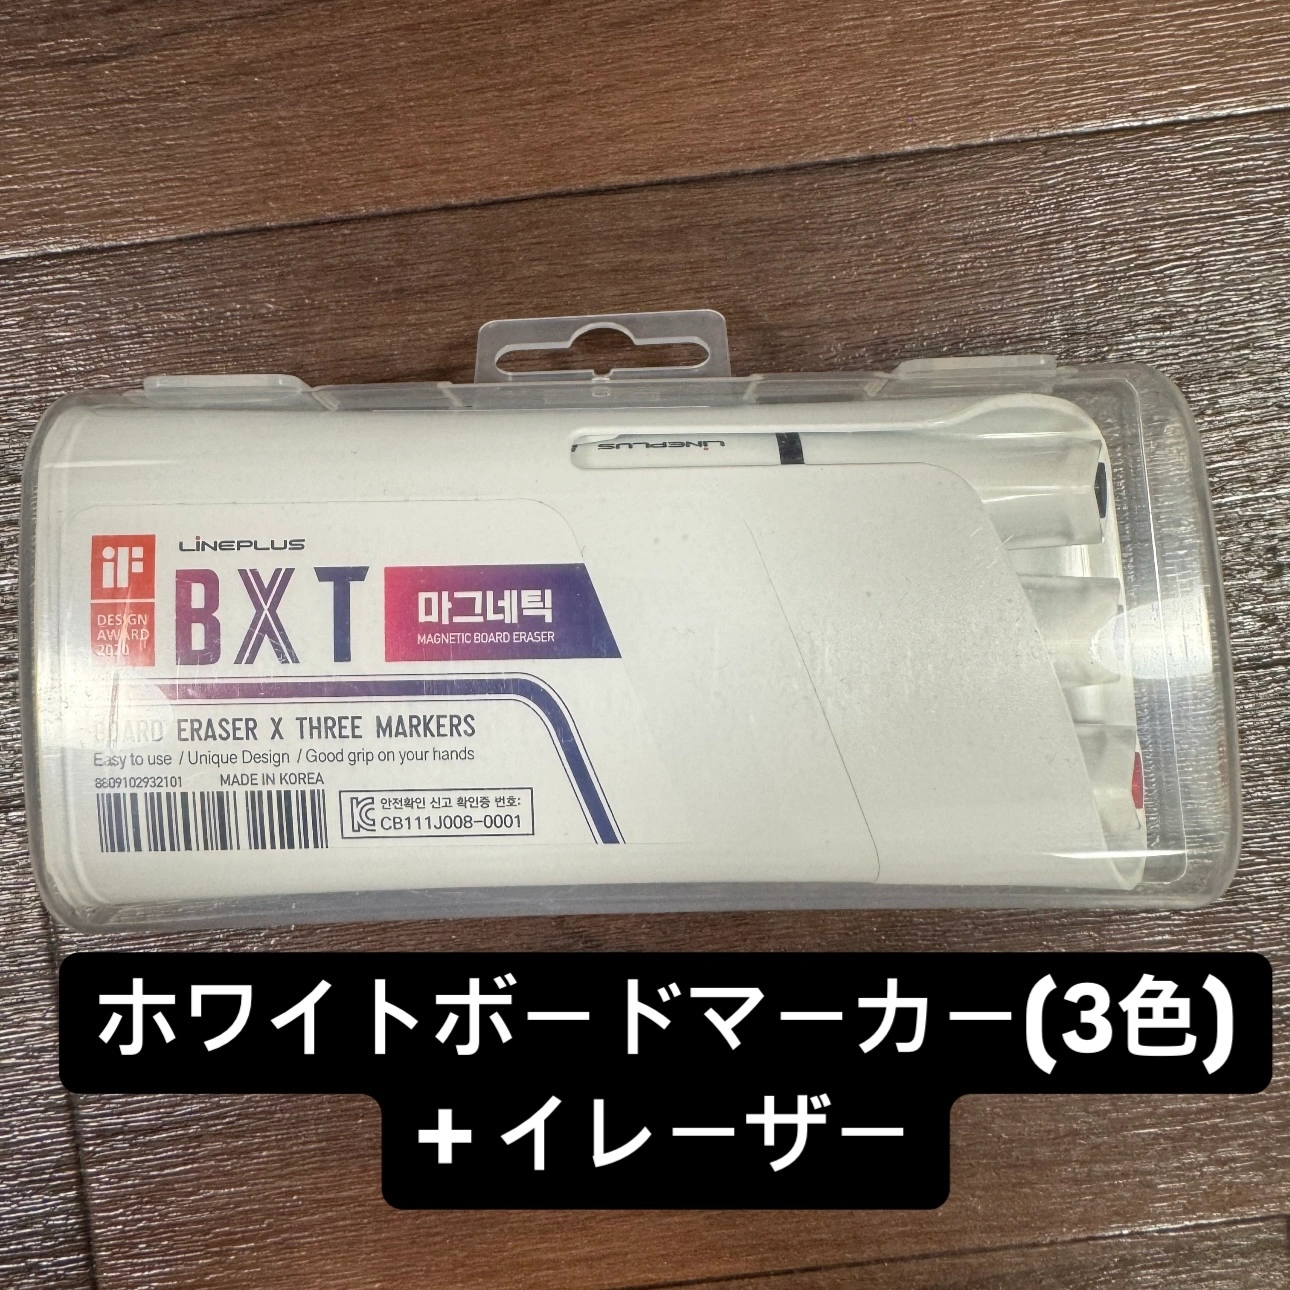 LINEPLUS
iF
DESIGN
AWARD
2020
LINEPLUS
BXT
마그네틱
MAGNETIC BOARD ERASER
BOARD ERASER X THREE MARKERS
Easy to use / Unique Design / Good grip on your hands
8809102932101 MADE IN KOREA
안전확인 신고 확인증 번호:
CB111J008-0001
ホワイトボードマーカー(3色)
+ イレーザー